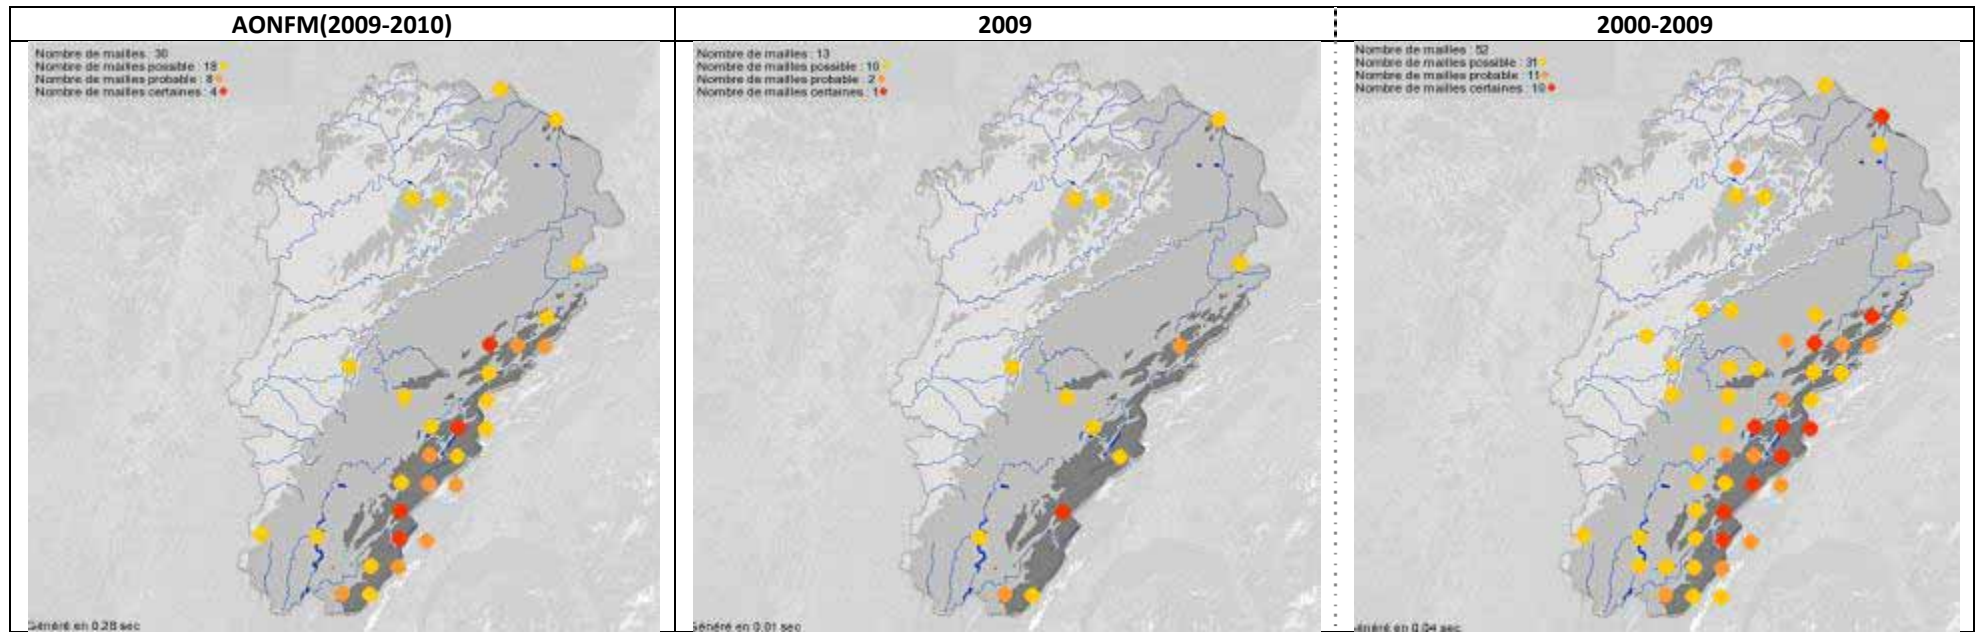 AONFM(2009-2010)
Nombre de mailles : 30
Nombre de mailles possible : 18
Nombre de mailles probable : 8
Nombre de mailles certaines : 4
Généré en 0.28 sec
2009
Nombre de mailles : 13
Nombre de mailles possible : 10
Nombre de mailles probable : 2
Nombre de mailles certaines : 1
Généré en 0.01 sec
2000-2009
Nombre de mailles : 52
Nombre de mailles possible : 31
Nombre de mailles probable : 11
Nombre de mailles certaines : 10
Généré en 0.04 sec